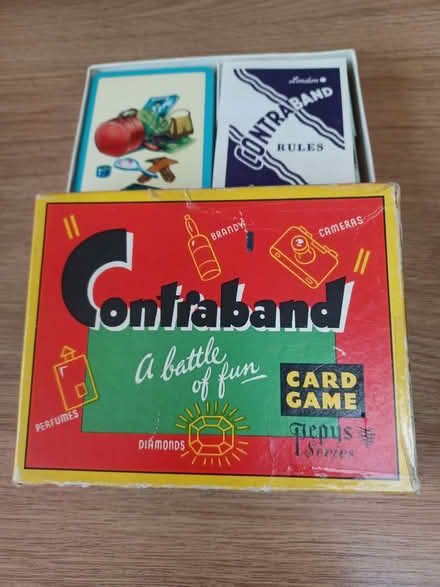 London
CONTRABAND
RULES
"Contraband"
BRANDY
CAMERAS
A battle
of fun
PERFUMES
DIAMONDS
CARD
GAME
Pepys
Series